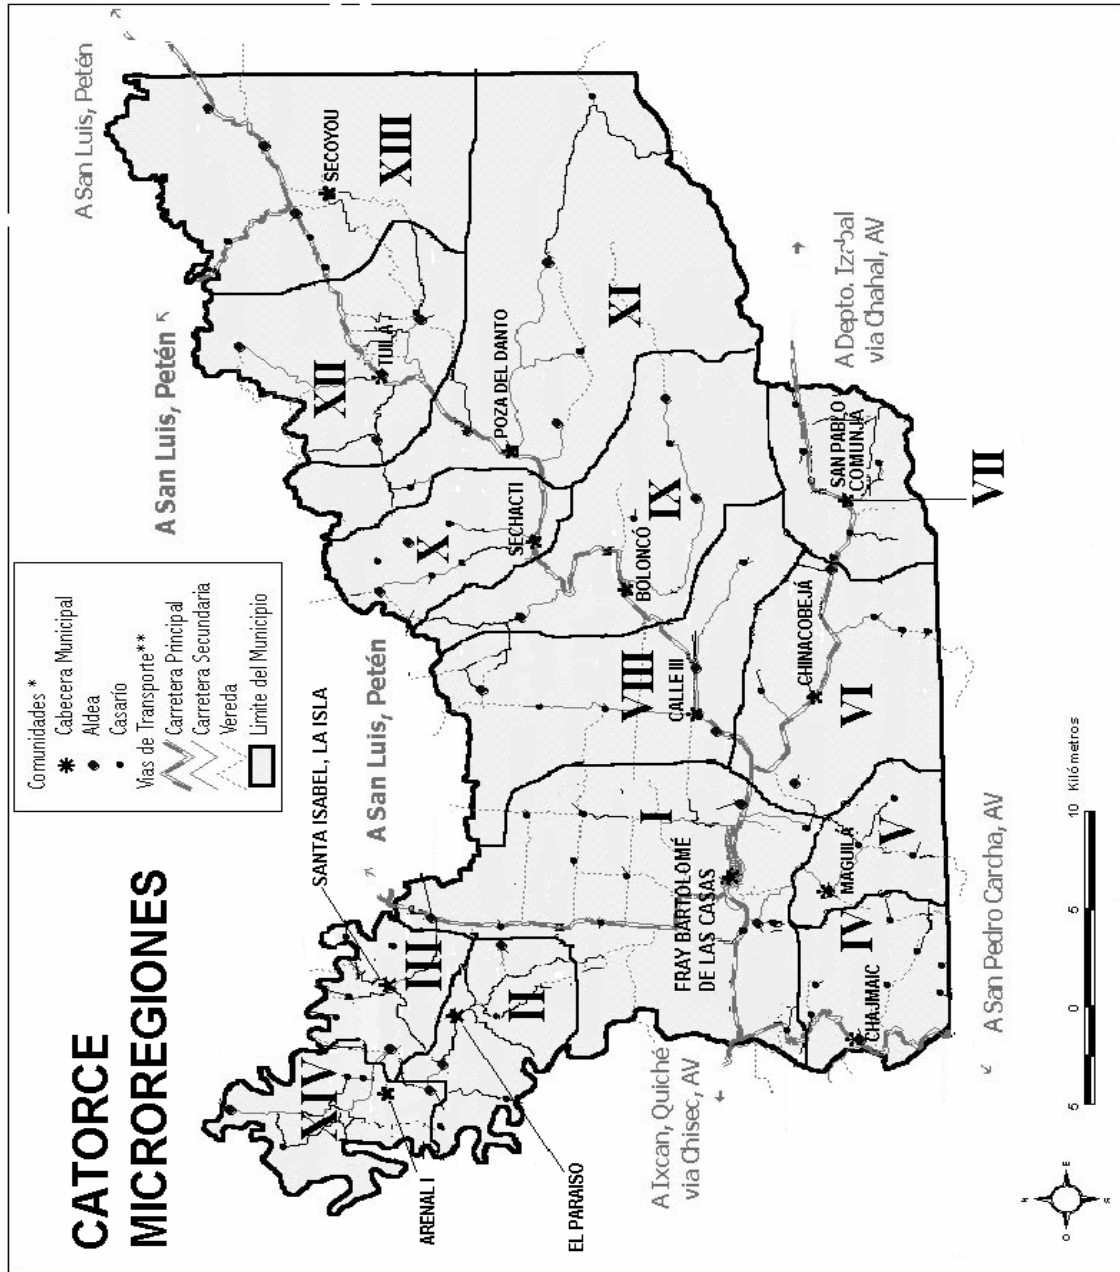 CATORCE
MICROREGIONES
Comunidades *
Cabecera Municipal
Aldea
Casario
Vias de Transporte**
Carretera Principal
Carretera Secundaria
Vereda
Limite del Municipio
A San Luis, Petén
A San Luis, Petén
A San Luis, Petén
SANTA ISABEL, LA ISLA
ARENAL I
EL PARAISO
XIV
III
II
I
FRAY BARTOLOMÉ
DE LAS CASAS
CHAJMAIC
IV
MAGUILA
V
CALLE III
VIII
CHINACOBEJÁ
VI
BOLONCÓ
IX
SECHACTI
X
SAN PABLO
COMUNJA
VII
POZA DEL DANTO
XI
TUILÁ
XII
SECOYOU
XIII
A Ixcan, Quiché
via Chisec, AV
A San Pedro Carcha, AV
A Depto. Izabal
via Chahal, AV
5 0 5 10 Kilómetros
N
O E
S